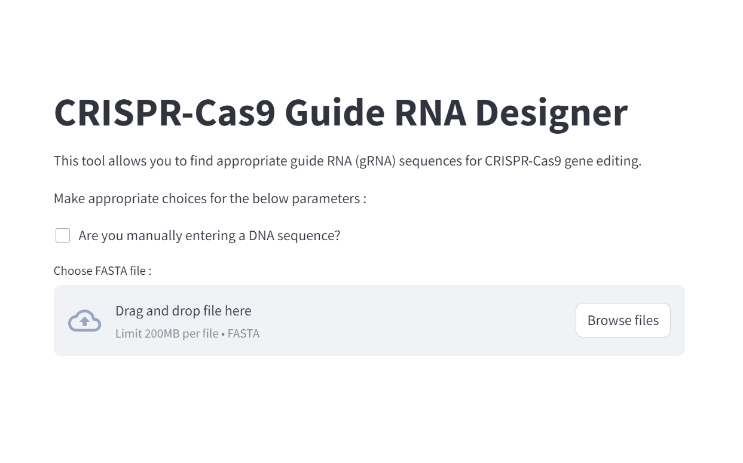 CRISPR-Cas9 Guide RNA Designer
This tool allows you to find appropriate guide RNA (gRNA) sequences for CRISPR-Cas9 gene editing.
Make appropriate choices for the below parameters :
Are you manually entering a DNA sequence?
Choose FASTA file :
Drag and drop file here
Limit 200MB per file • FASTA
Browse files